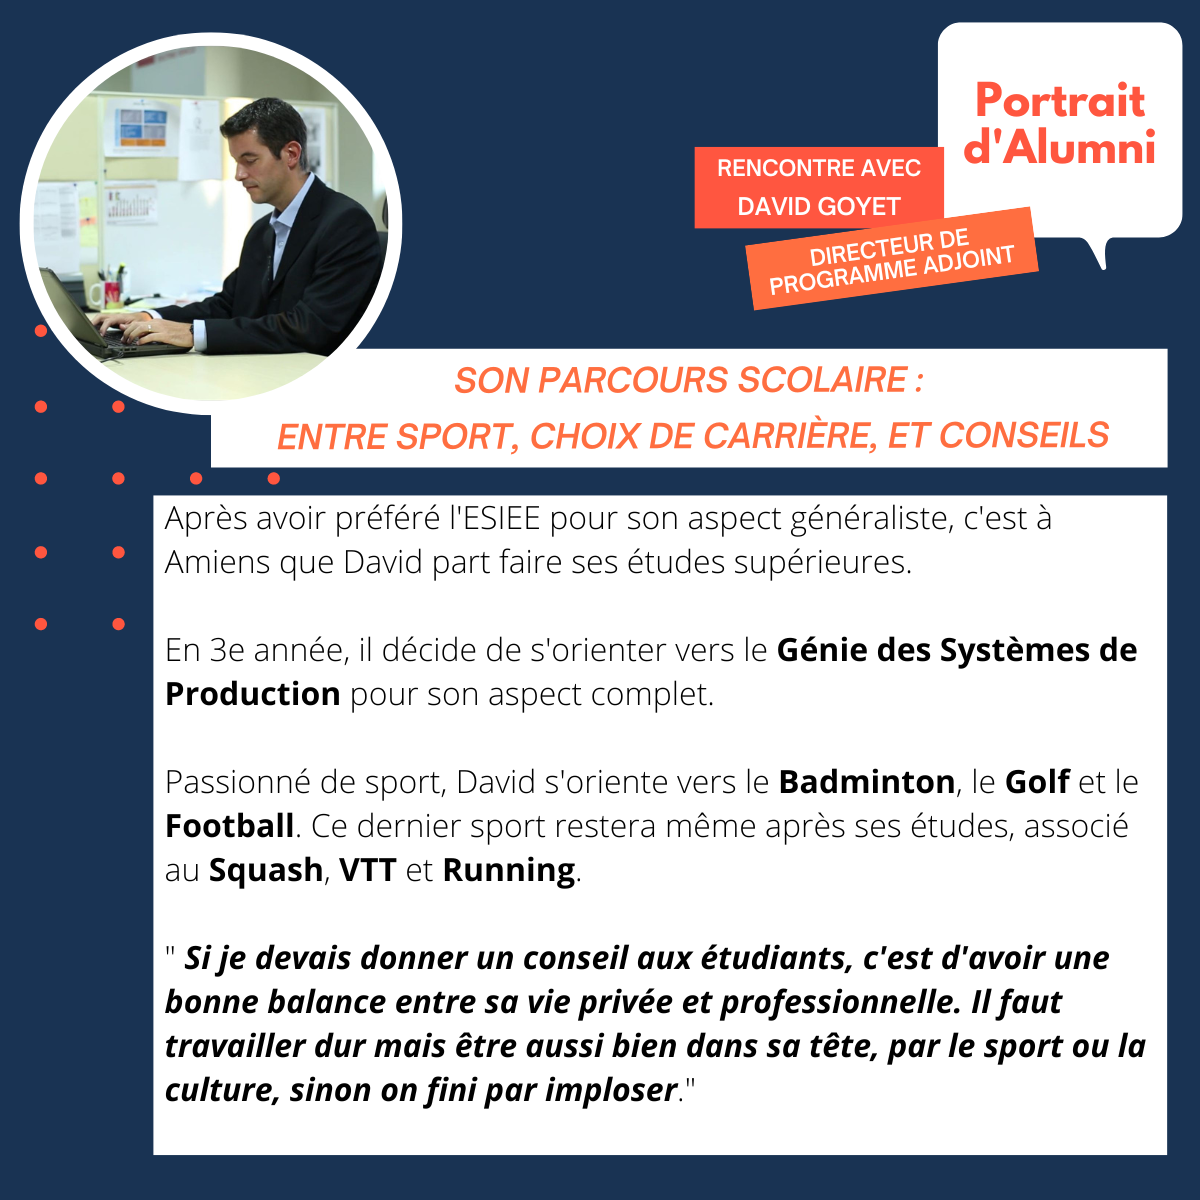 Portrait
d'Alumni
RENCONTRE AVEC
DAVID GOYET
DIRECTEUR DE
PROGRAMME ADJOINT
SON PARCOURS SCOLAIRE :
ENTRE SPORT, CHOIX DE CARRIÈRE, ET CONSEILS
Après avoir préféré l'ESIEE pour son aspect généraliste, c'est à
Amiens que David part faire ses études supérieures.
En 3e année, il décide de s'orienter vers le Génie des Systèmes de
Production pour son aspect complet.
Passionné de sport, David s'oriente vers le Badminton, le Golf et le
Football. Ce dernier sport restera même après ses études, associé
au Squash, VTT et Running.
" Si je devais donner un conseil aux étudiants, c'est d'avoir une
bonne balance entre sa vie privée et professionnelle. Il faut
travailler dur mais être aussi bien dans sa tête, par le sport ou la
culture, sinon on fini par imploser."